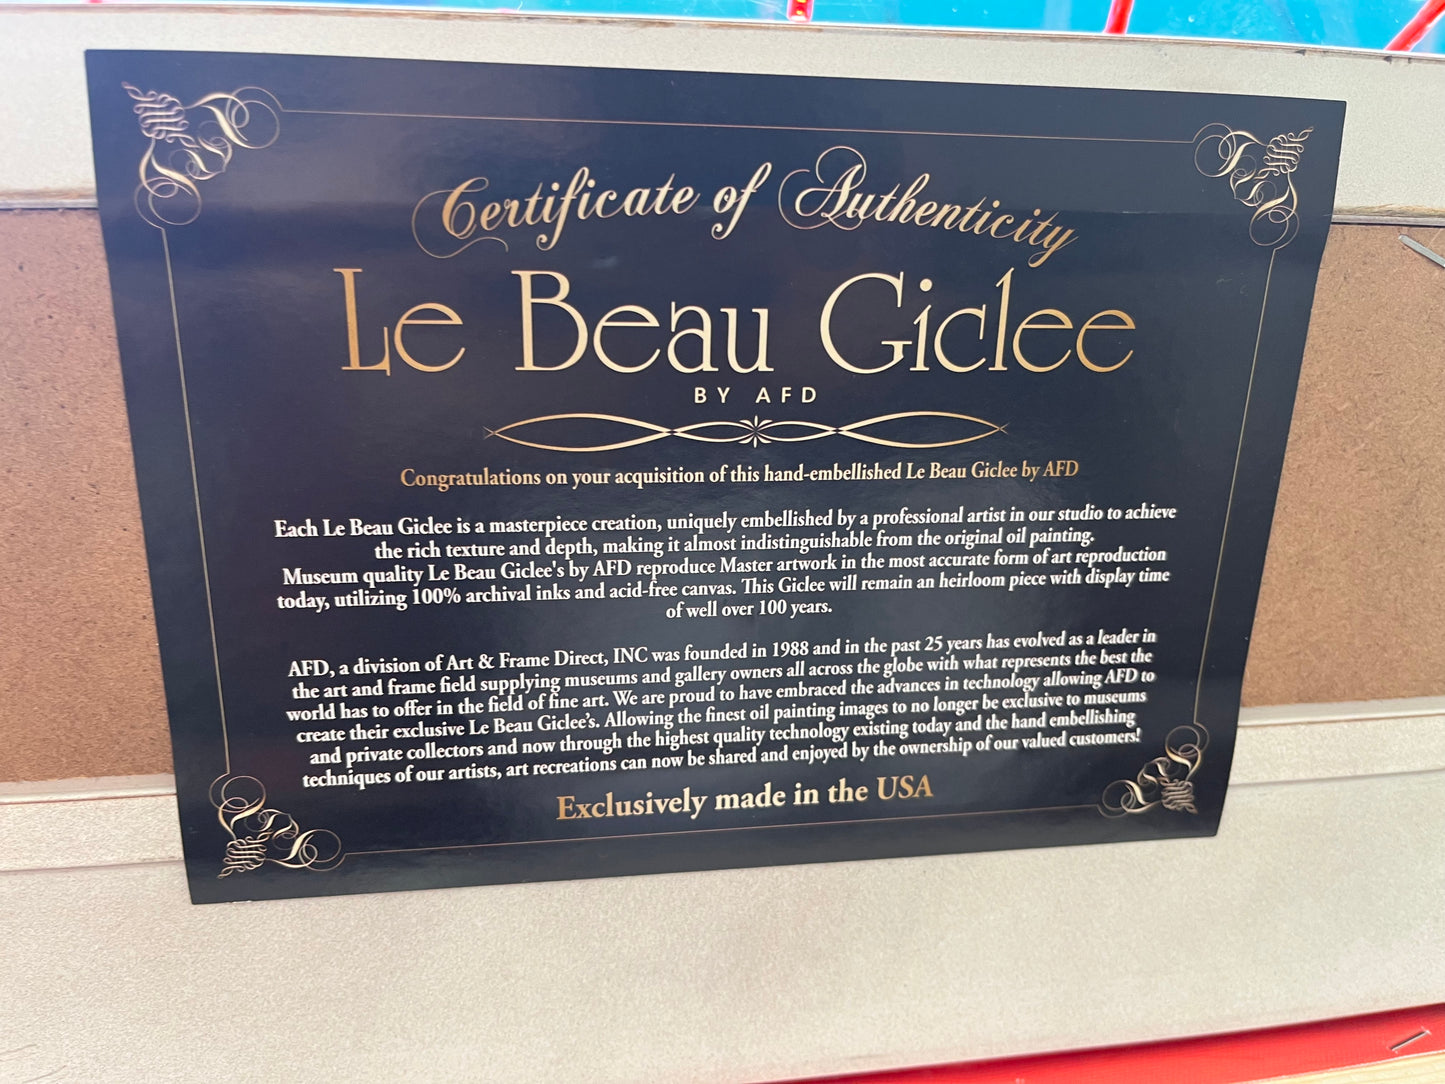 Certificate of Authenticity
Le Beau Giclee
BY AFD
Congratulations on your acquisition of this hand-embellished Le Beau Giclee by AFD
Each Le Beau Giclee is a masterpiece creation, uniquely embellished by a professional artist in our studio to achieve
the rich texture and depth, making it almost indistinguishable from the original oil painting.
Museum quality Le Beau Giclee's by AFD reproduce Master artwork in the most accurate form of art reproduction
today, utilizing 100% archival inks and acid-free canvas. This Giclee will remain an heirloom piece with display time
of well over 100 years.
AFD, a division of Art & Frame Direct, INC was founded in 1988 and in the past 25 years has evolved as a leader in
the art and frame field supplying museums and gallery owners all across the globe with what represents the best the
world has to offer in the field of fine art. We are proud to have embraced the advances in technology allowing AFD to
create their exclusive Le Beau Giclee's. Allowing the finest oil painting images to no longer be exclusive to museums
and private collectors and now through the highest quality technology existing today and the hand embellishing
techniques of our artists, art recreations can now be shared and enjoyed by the ownership of our valued customers!
Exclusively made in the USA